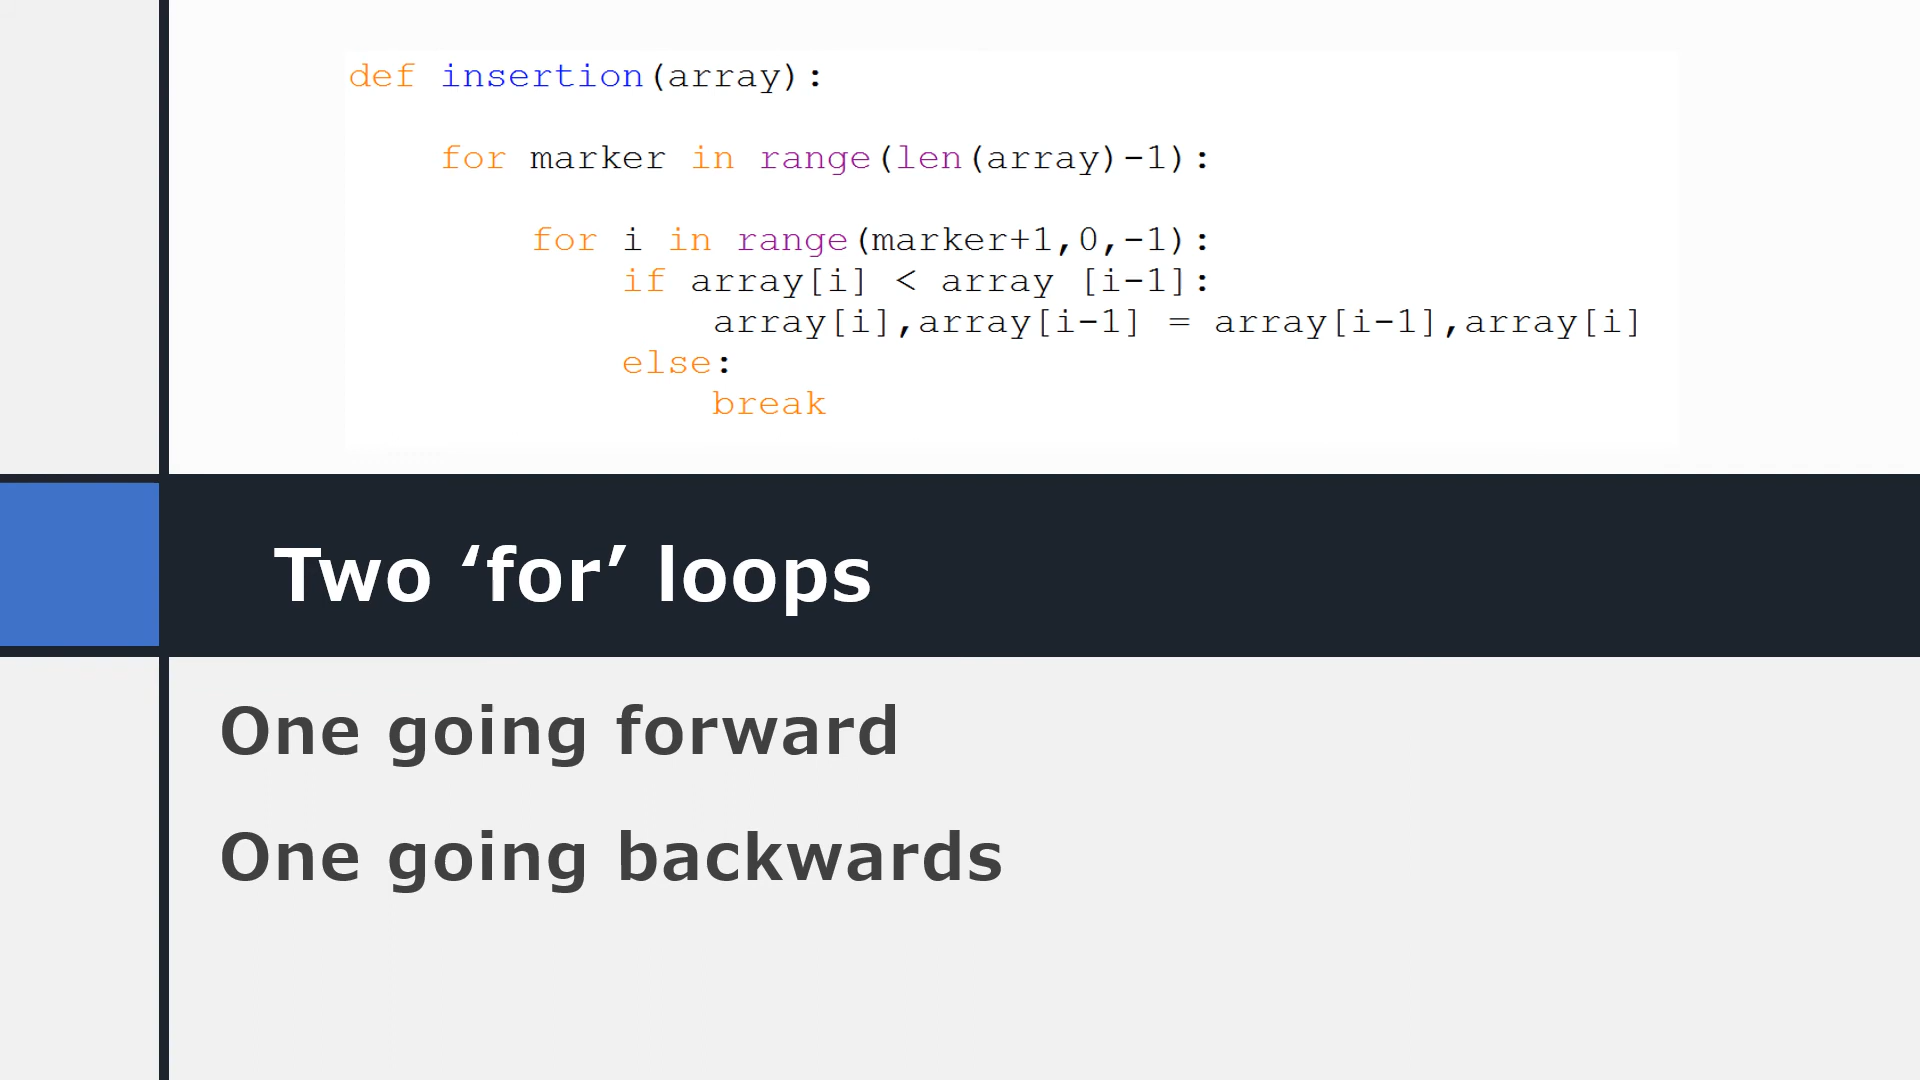 def insertion(array):
for marker in range(len(array)-1):
for i in range(marker+1,0,-1):
if array[i] < array [i-1]:
array[i],array[i-1] = array[i-1],array[i]
else:
break
Two ‘for’ loops
One going forward
One going backwards